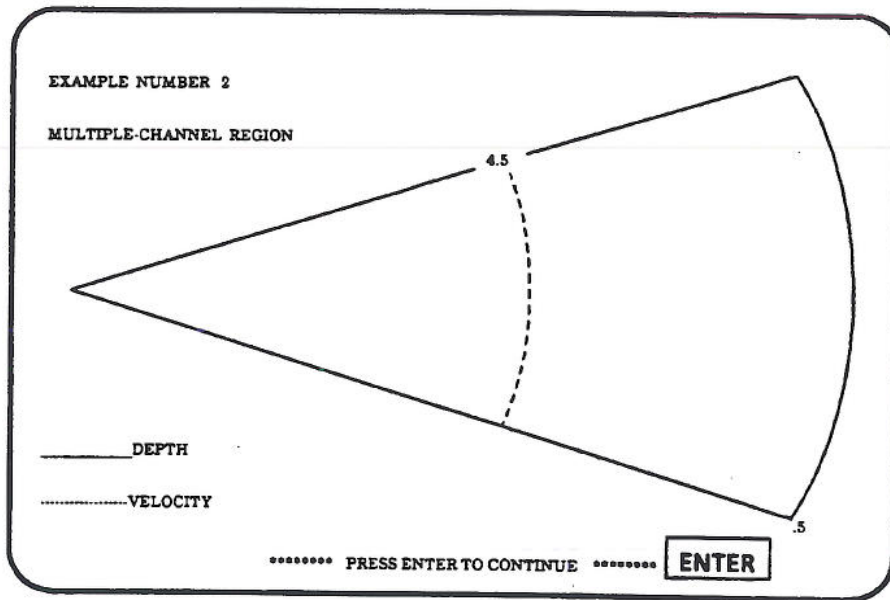 EXAMPLE NUMBER 2
MULTIPLE-CHANNEL REGION
4.5
DEPTH
VELOCITY
.5
******** PRESS ENTER TO CONTINUE ******** ENTER